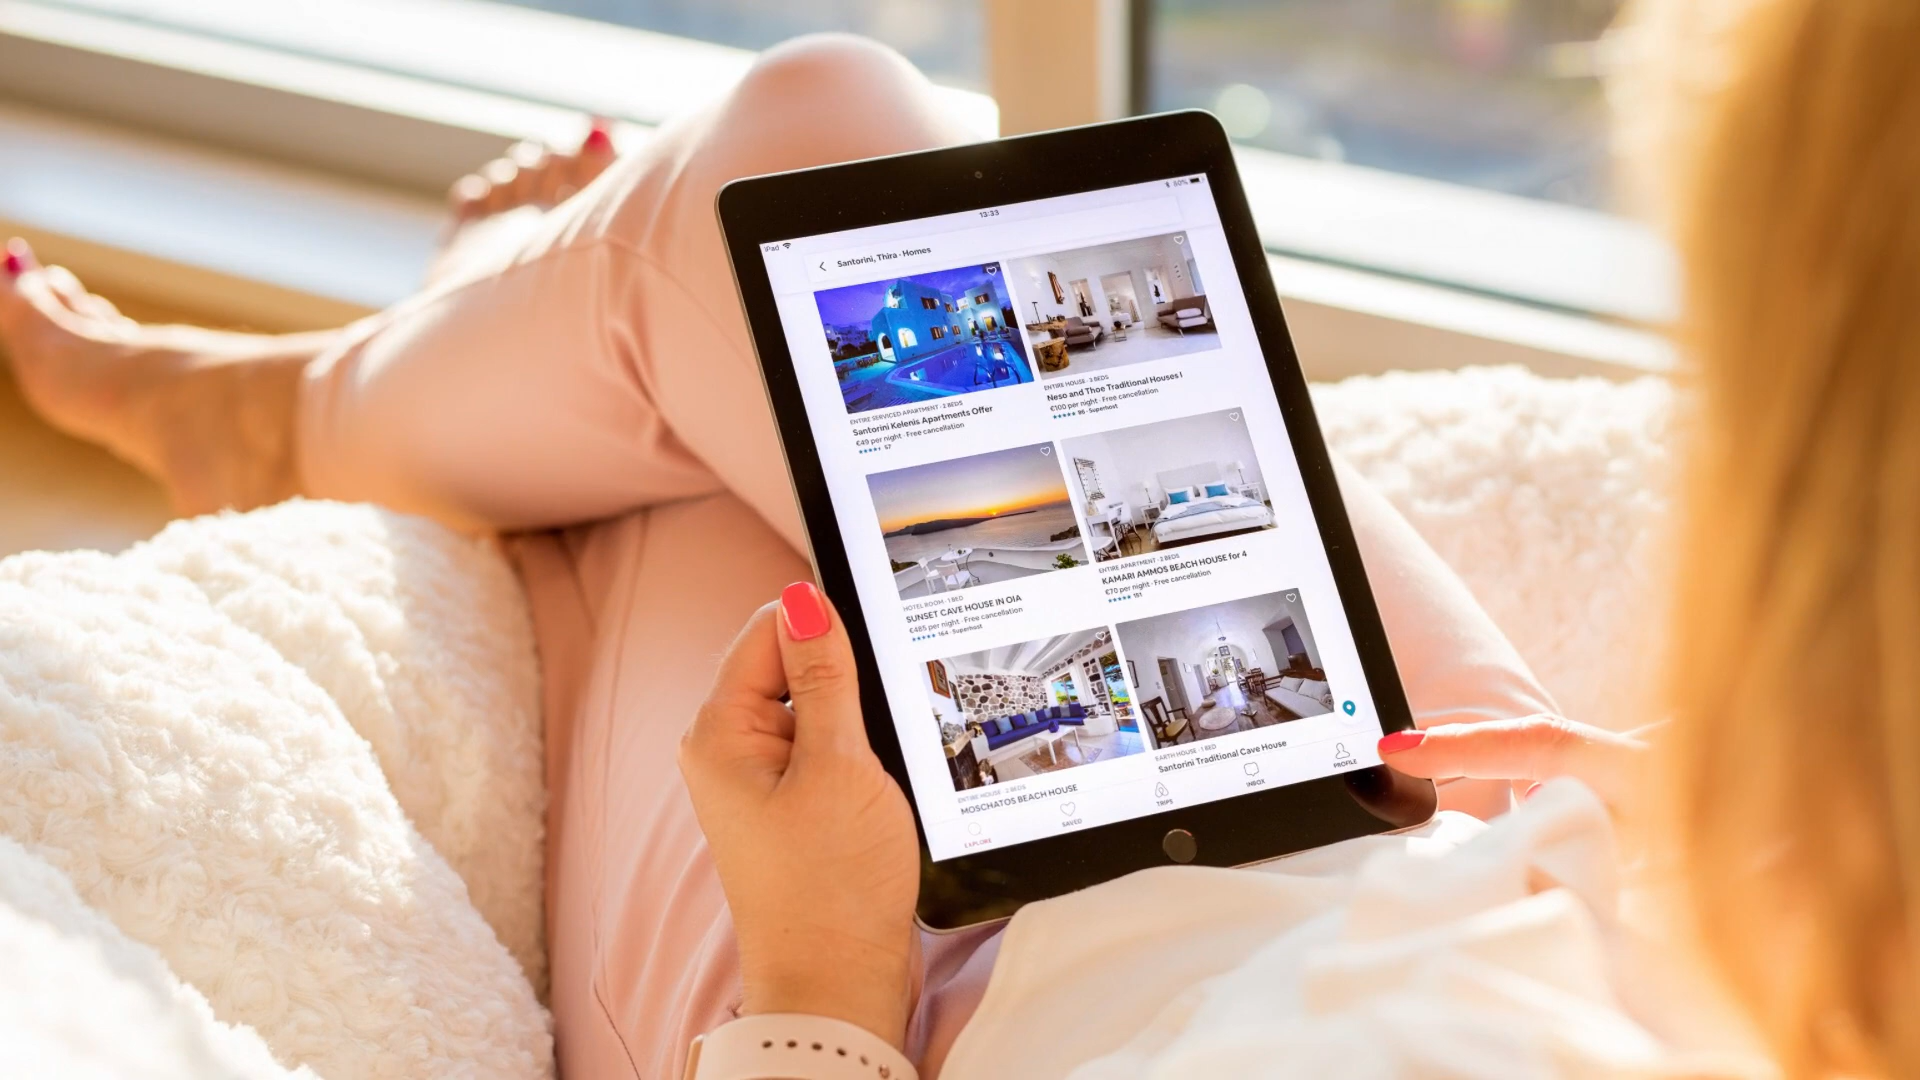 iPad
13:33
50%
Santorini, Thira · Homes
ENTIRE SERVICED APARTMENT · 2 BEDS
Santorini Kelenis Apartments Offer
€49 per night · Free cancellation
57
ENTIRE HOUSE · 3 BEDS
Neso and Thoe Traditional Houses I
€100 per night · Free cancellation
86 · Superhost
HOTEL ROOM · 1 BED
SUNSET CAVE HOUSE IN OIA
€485 per night · Free cancellation
164 · Superhost
ENTIRE APARTMENT · 2 BEDS
KAMARI AMMOS BEACH HOUSE for 4
€70 per night · Free cancellation
151
ENTIRE HOUSE · 2 BEDS
MOSCHATOS BEACH HOUSE
EARTH HOUSE · 1 BED
Santorini Traditional Cave House
EXPLORE
SAVED
TRIPS
INBOX
PROFILE